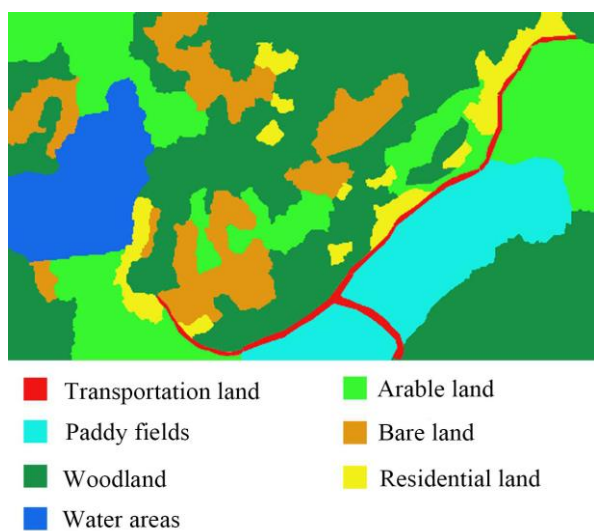 Transportation land
Arable land
Paddy fields
Bare land
Woodland
Residential land
Water areas